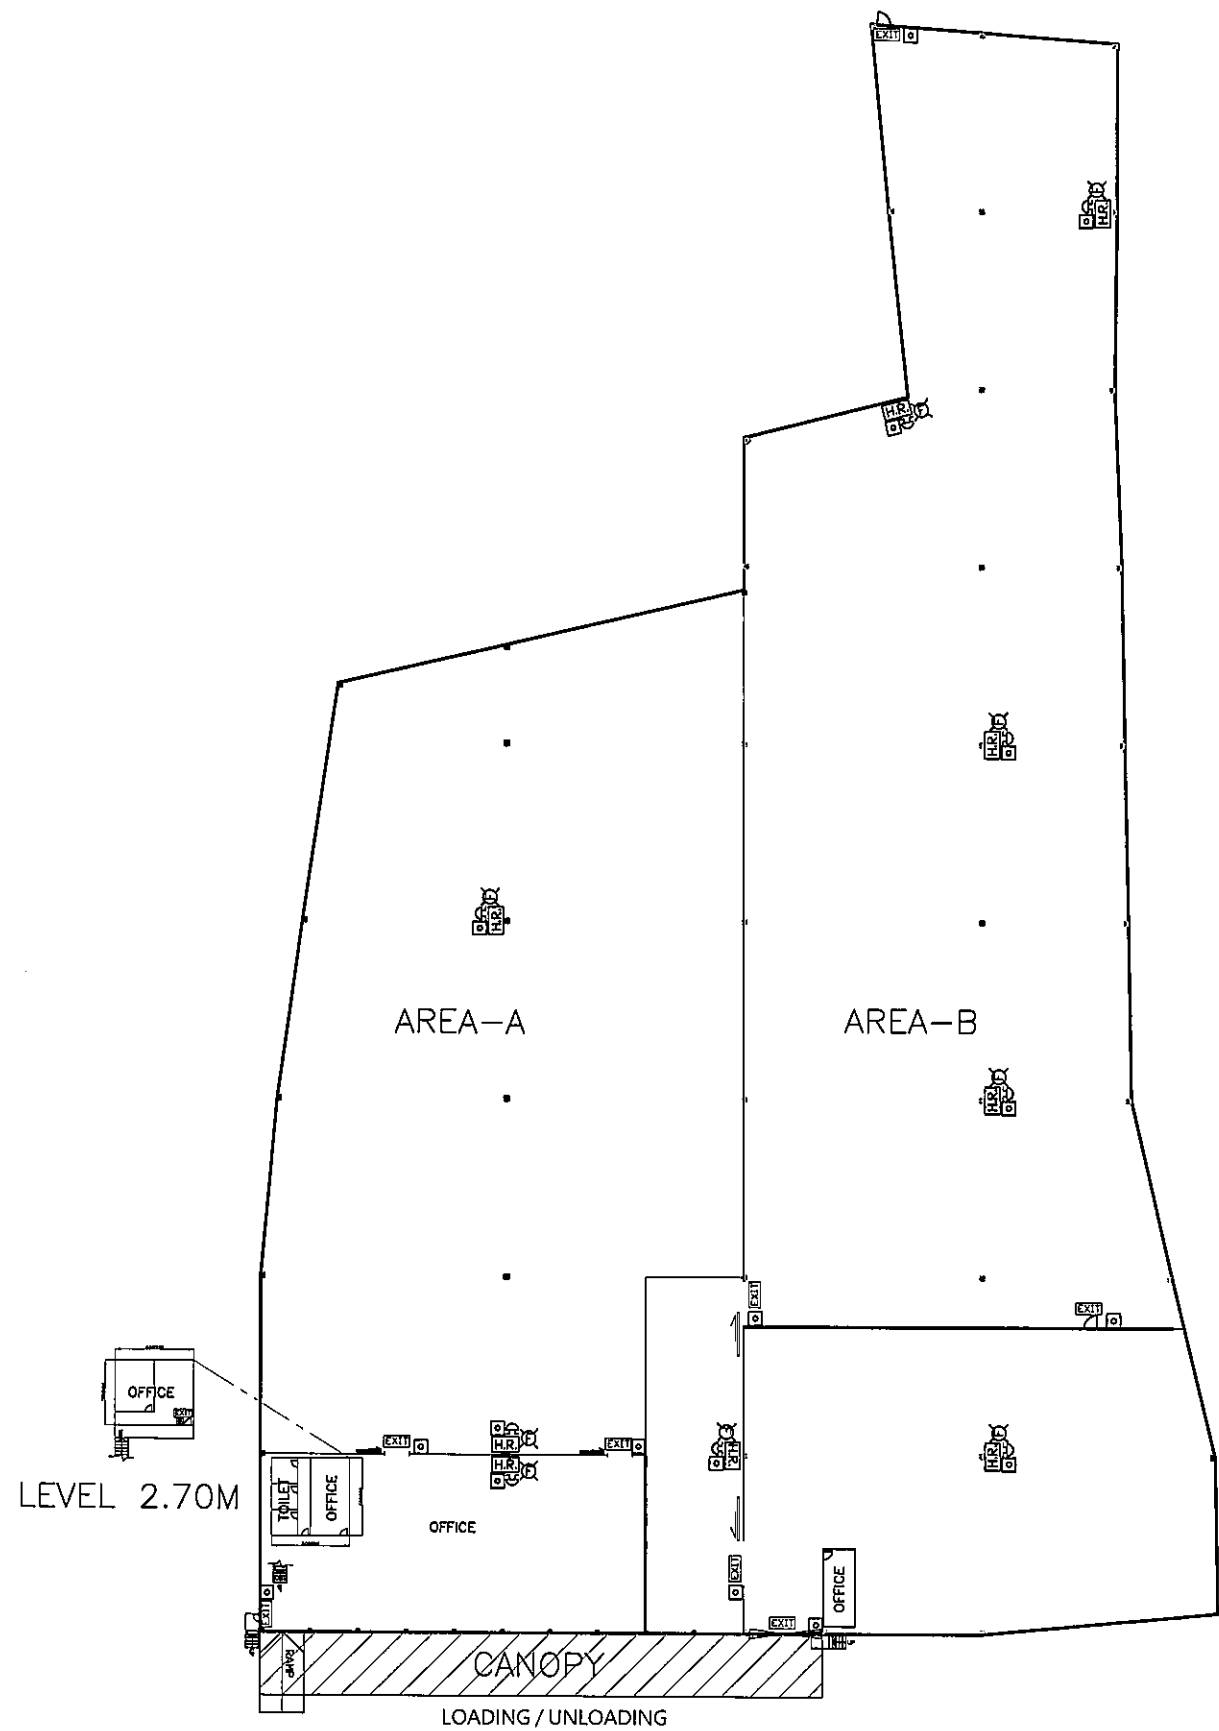 EXIT
H.R.
H.R.
H.R.
H.R.
AREA-A
AREA-B
H.R.
EXIT
EXIT
OFFICE
EXIT
EXIT
EXIT
H.R.
H.R.
H.R.
H.R.
LEVEL 2.70M
TOILET
OFFICE
OFFICE
EXIT
OFFICE
EXIT
EXIT
RAMP
CANOPY
LOADING / UNLOADING